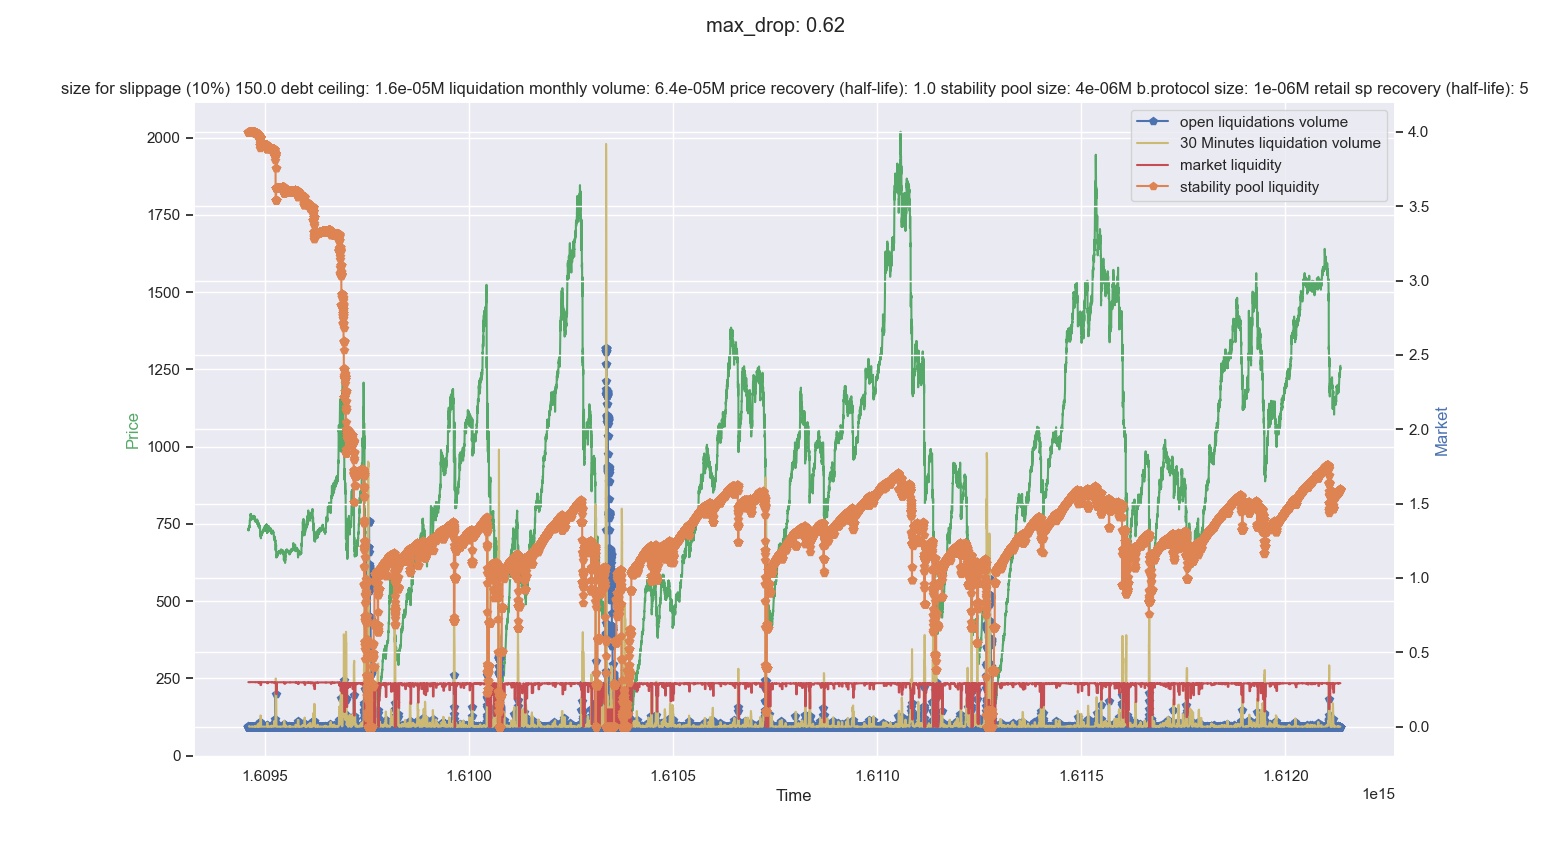 max_drop: 0.62
size for slippage (10%) 150.0 debt ceiling: 1.6e-05M liquidation monthly volume: 6.4e-05M price recovery (half-life): 1.0 stability pool size: 4e-06M b.protocol size: 1e-06M retail sp recovery (half-life): 5
open liquidations volume
30 Minutes liquidation volume
market liquidity
stability pool liquidity
2000
1750
1500
1250
1000
750
500
250
0
Price
4.0
3.5
3.0
2.5
2.0
1.5
1.0
0.5
0.0
Market
1.6095 1.6100 1.6105 1.6110 1.6115 1.6120
1e15
Time